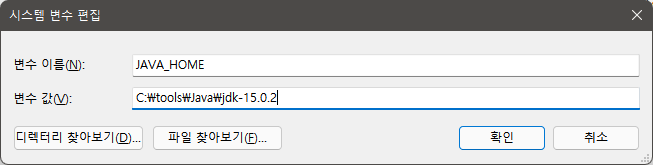 시스템 변수 편집
변수 이름(N): JAVA_HOME
변수 값(V): C:₩tools₩Java₩jdk-15.0.2
디렉터리 찾아보기(D)... 파일 찾아보기(F)... 확인 취소